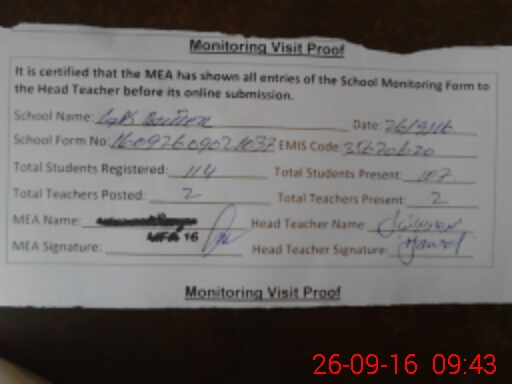 Monitoring Visit Proof
It is certified that the MEA has shown all entries of the School Monitoring Form to
the Head Teacher before its online submission.
School Name: Date: 26/9/16
School Form No: EMIS Code: 35620620
Total Students Registered: 114 Total Students Present: 107
Total Teachers Posted: 2 Total Teachers Present: 2
MEA Name: Head Teacher Name:
MEA 16
MEA Signature: Head Teacher Signature:
Monitoring Visit Proof
26-09-16 09:43